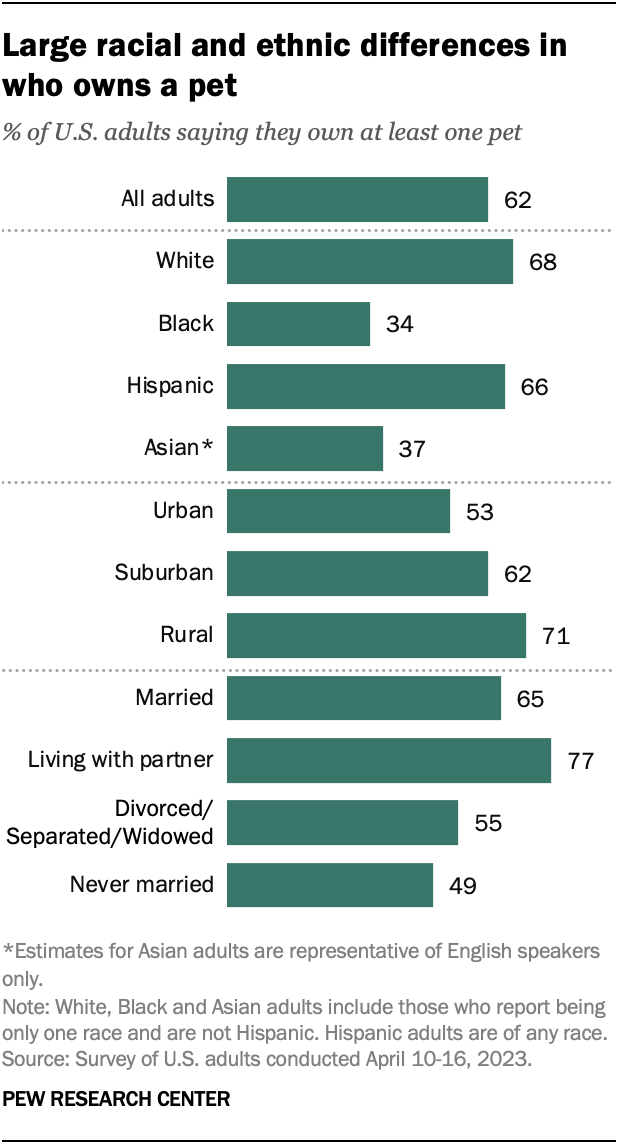 Large racial and ethnic differences in
who owns a pet
% of U.S. adults saying they own at least one pet
All adults 62
White 68
Black 34
Hispanic 66
Asian* 37
Urban 53
Suburban 62
Rural 71
Married 65
Living with partner 77
Divorced/
Separated/Widowed 55
Never married 49
*Estimates for Asian adults are representative of English speakers
only.
Note: White, Black and Asian adults include those who report being
only one race and are not Hispanic. Hispanic adults are of any race.
Source: Survey of U.S. adults conducted April 10-16, 2023.
PEW RESEARCH CENTER